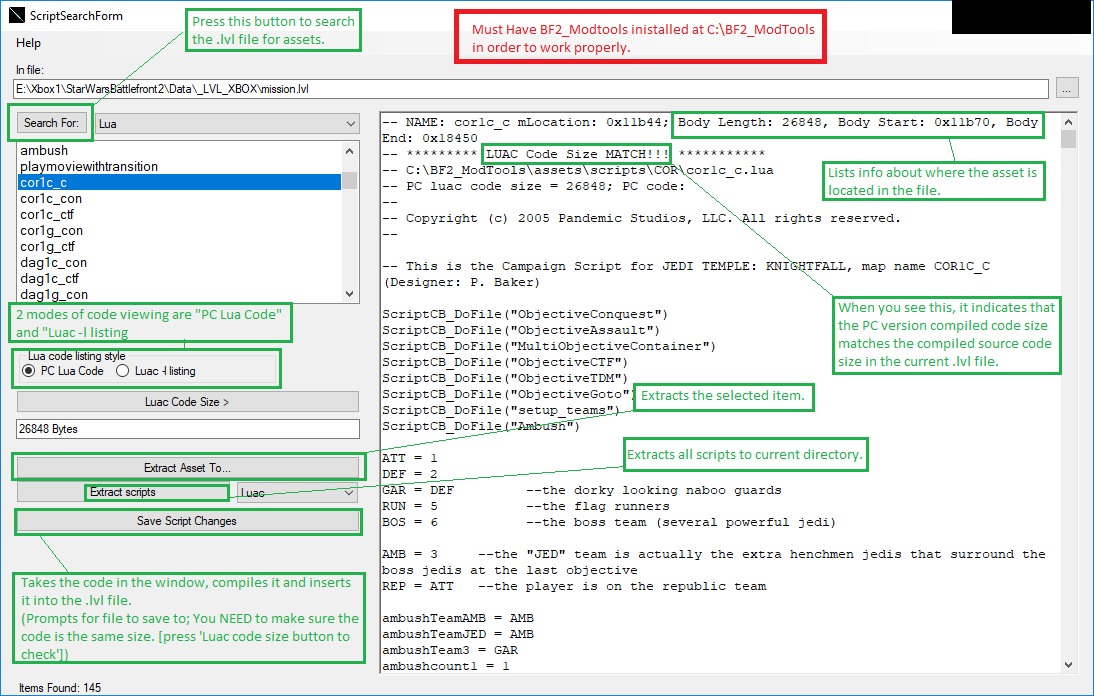 ScriptSearchForm
Help
Press this button to search
the .lvl file for assets.
Must Have BF2_Modtools inistalled at C:\BF2_ModTools
in order to work properly.
In file:
E:\Xbox1\StarWarsBattlefront2\Data\_LVL_XBOX\mission.lvl
...
Search For:
Lua
ambush
playmoviewithtransition
cor1c_c
cor1c_con
cor1c_ctf
cor1g_con
cor1g_ctf
dag1c_con
dag1c_ctf
dag1g_con
2 modes of code viewing are "PC Lua Code"
and "Luac -l listing
Lua code listing style
PC Lua Code
Luac -l listing
Luac Code Size >
26848 Bytes
Extract Asset To...
Extract scripts
Luac
Save Script Changes
Takes the code in the window, compiles it and inserts
it into the .lvl file.
(Prompts for file to save to; You NEED to make sure the
code is the same size. [press 'Luac code size button to
check'])
Items Found: 145
-- NAME: cor1c_c mLocation: 0x11b44; Body Length: 26848, Body Start: 0x11b70, Body
End: 0x18450
-- ********* LUAC Code Size MATCH!!! ***********
-- C:\BF2_ModTools\assets\scripts\COR\cor1c_c.lua
-- PC luac code size = 26848; PC code:
--
-- Copyright (c) 2005 Pandemic Studios, LLC. All rights reserved.
--
-- This is the Campaign Script for JEDI TEMPLE: KNIGHTFALL, map name COR1C_C
(Designer: P. Baker)
ScriptCB_DoFile("ObjectiveConquest")
ScriptCB_DoFile("ObjectiveAssault")
ScriptCB_DoFile("MultiObjectiveContainer")
ScriptCB_DoFile("ObjectiveCTF")
ScriptCB_DoFile("ObjectiveTDM")
ScriptCB_DoFile("ObjectiveGoto")
ScriptCB_DoFile("setup_teams")
ScriptCB_DoFile("Ambush")
ATT = 1
DEF = 2
GAR = DEF --the dorky looking naboo guards
RUN = 5 --the flag runners
BOS = 6 --the boss team (several powerful jedi)
AMB = 3 --the "JED" team is actually the extra henchmen jedis that surround the
boss jedis at the last objective
REP = ATT --the player is on the republic team
ambushTeamAMB = AMB
ambushTeamJED = AMB
ambushTeam3 = GAR
ambushcount1 = 1
Lists info about where the asset is
located in the file.
When you see this, it indicates that
the PC version compiled code size
matches the compiled source code
size in the current .lvl file.
Extracts the selected item.
Extracts all scripts to current directory.